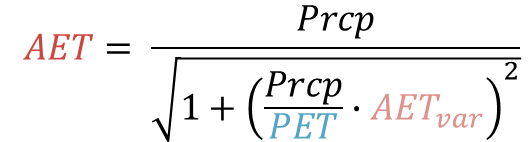 AET = Prcp / √(1 + (Prcp / PET · AET_var)²)